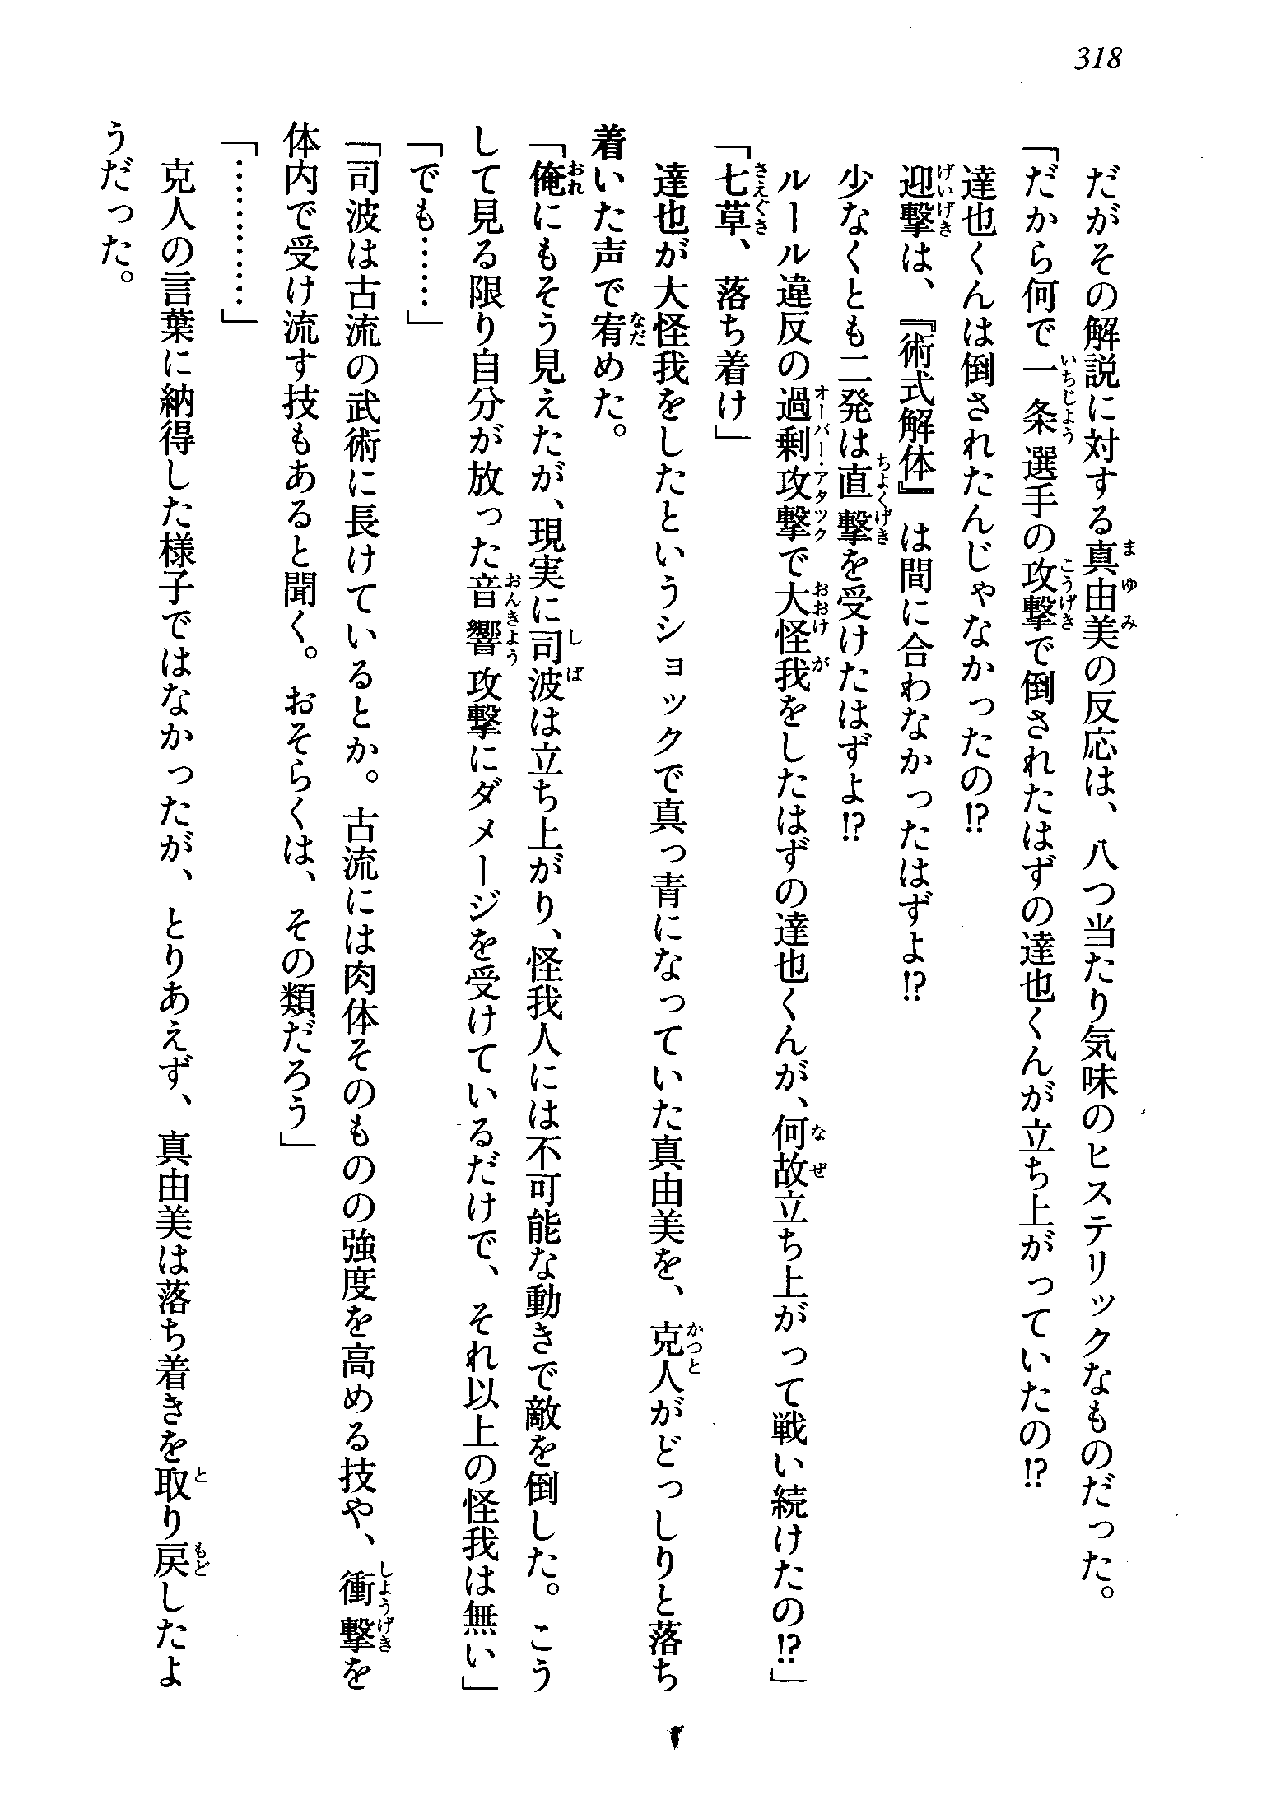 318
だがその解説に対する真由美の反応は、八つ当たり気味のヒステリックなものだった。
「だから何で一条選手の攻撃で倒されたはずの達也くんが立ち上がっていたの!?
達也くんは倒されたんじゃなかったの!?
迎撃は、『術式解体』は間に合わなかったはずよ!?
少なくとも二発は直撃を受けたはずよ!?
ルール違反の過剰攻撃で大怪我をしたはずの達也くんが、何故立ち上がって戦い続けたの!?」
「七草、落ち着け」
達也が大怪我をしたというショックで真っ青になっていた真由美を、克人がどっしりと落ち
着いた声で宥めた。
「俺にもそう見えたが、現実に司波は立ち上がり、怪我人には不可能な動きで敵を倒した。こう
して見る限り自分が放った音響攻撃にダメージを受けているだけで、それ以上の怪我は無い」
「でも……」
「司波は古流の武術に長けているとか。古流には肉体そのものの強度を高める技や、衝撃を
体内で受け流す技もあると聞く。おそらくは、その類だろう」
「…………」
克人の言葉に納得した様子ではなかったが、とりあえず、真由美は落ち着きを取り戻したよ
うだった。